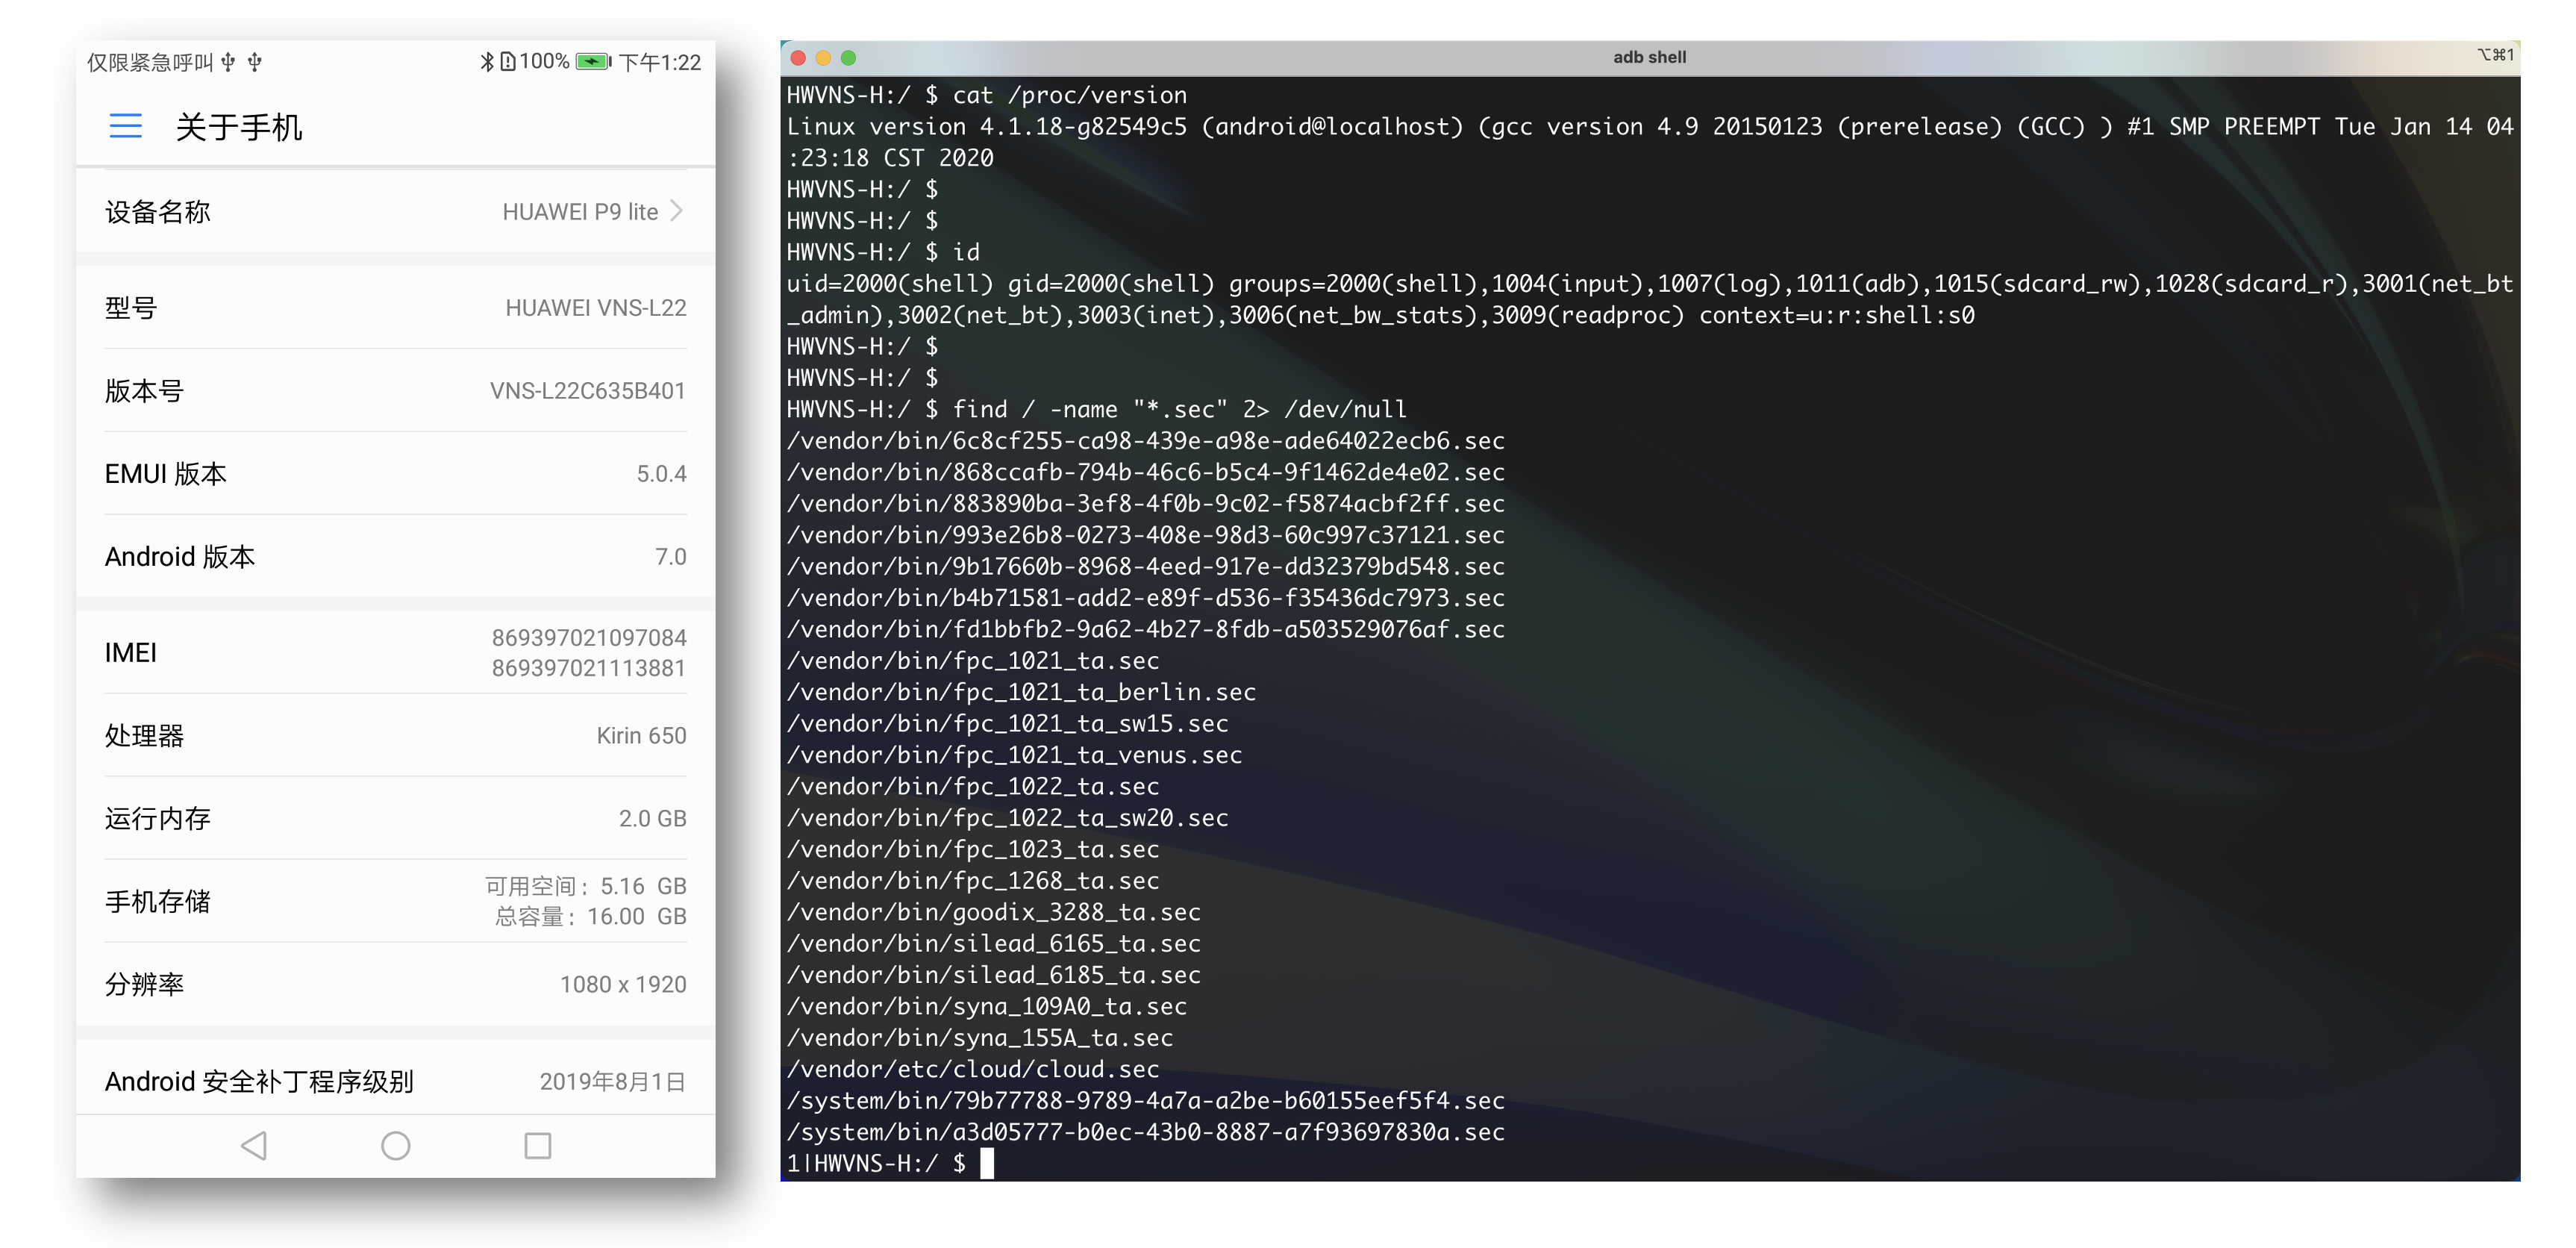 仅限紧急呼叫
100% 下午1:22
关于手机
设备名称 HUAWEI P9 lite
型号 HUAWEI VNS-L22
版本号 VNS-L22C635B401
EMUI 版本 5.0.4
Android 版本 7.0
IMEI 869397021097084
869397021113881
处理器 Kirin 650
运行内存 2.0 GB
手机存储 可用空间: 5.16 GB
总容量: 16.00 GB
分辨率 1080 x 1920
Android 安全补丁程序级别 2019年8月1日
adb shell
⌥⌘1
HWVNS-H:/ $ cat /proc/version
Linux version 4.1.18-g82549c5 (android@localhost) (gcc version 4.9 20150123 (prerelease) (GCC) ) #1 SMP PREEMPT Tue Jan 14 04
:23:18 CST 2020
HWVNS-H:/ $
HWVNS-H:/ $
HWVNS-H:/ $ id
uid=2000(shell) gid=2000(shell) groups=2000(shell),1004(input),1007(log),1011(adb),1015(sdcard_rw),1028(sdcard_r),3001(net_bt
_admin),3002(net_bt),3003(inet),3006(net_bw_stats),3009(readproc) context=u:r:shell:s0
HWVNS-H:/ $
HWVNS-H:/ $
HWVNS-H:/ $ find / -name "*.sec" 2> /dev/null
/vendor/bin/6c8cf255-ca98-439e-a98e-ade64022ecb6.sec
/vendor/bin/868ccafb-794b-46c6-b5c4-9f1462de4e02.sec
/vendor/bin/883890ba-3ef8-4f0b-9c02-f5874acbf2ff.sec
/vendor/bin/993e26b8-0273-408e-98d3-60c997c37121.sec
/vendor/bin/9b17660b-8968-4eed-917e-dd32379bd548.sec
/vendor/bin/b4b71581-add2-e89f-d536-f35436dc7973.sec
/vendor/bin/fd1bbfb2-9a62-4b27-8fdb-a503529076af.sec
/vendor/bin/fpc_1021_ta.sec
/vendor/bin/fpc_1021_ta_berlin.sec
/vendor/bin/fpc_1021_ta_sw15.sec
/vendor/bin/fpc_1021_ta_venus.sec
/vendor/bin/fpc_1022_ta.sec
/vendor/bin/fpc_1022_ta_sw20.sec
/vendor/bin/fpc_1023_ta.sec
/vendor/bin/fpc_1268_ta.sec
/vendor/bin/goodix_3288_ta.sec
/vendor/bin/silead_6165_ta.sec
/vendor/bin/silead_6185_ta.sec
/vendor/bin/syna_109A0_ta.sec
/vendor/bin/syna_155A_ta.sec
/vendor/etc/cloud/cloud.sec
/system/bin/79b77788-9789-4a7a-a2be-b60155eef5f4.sec
/system/bin/a3d05777-b0ec-43b0-8887-a7f93697830a.sec
1|HWVNS-H:/ $